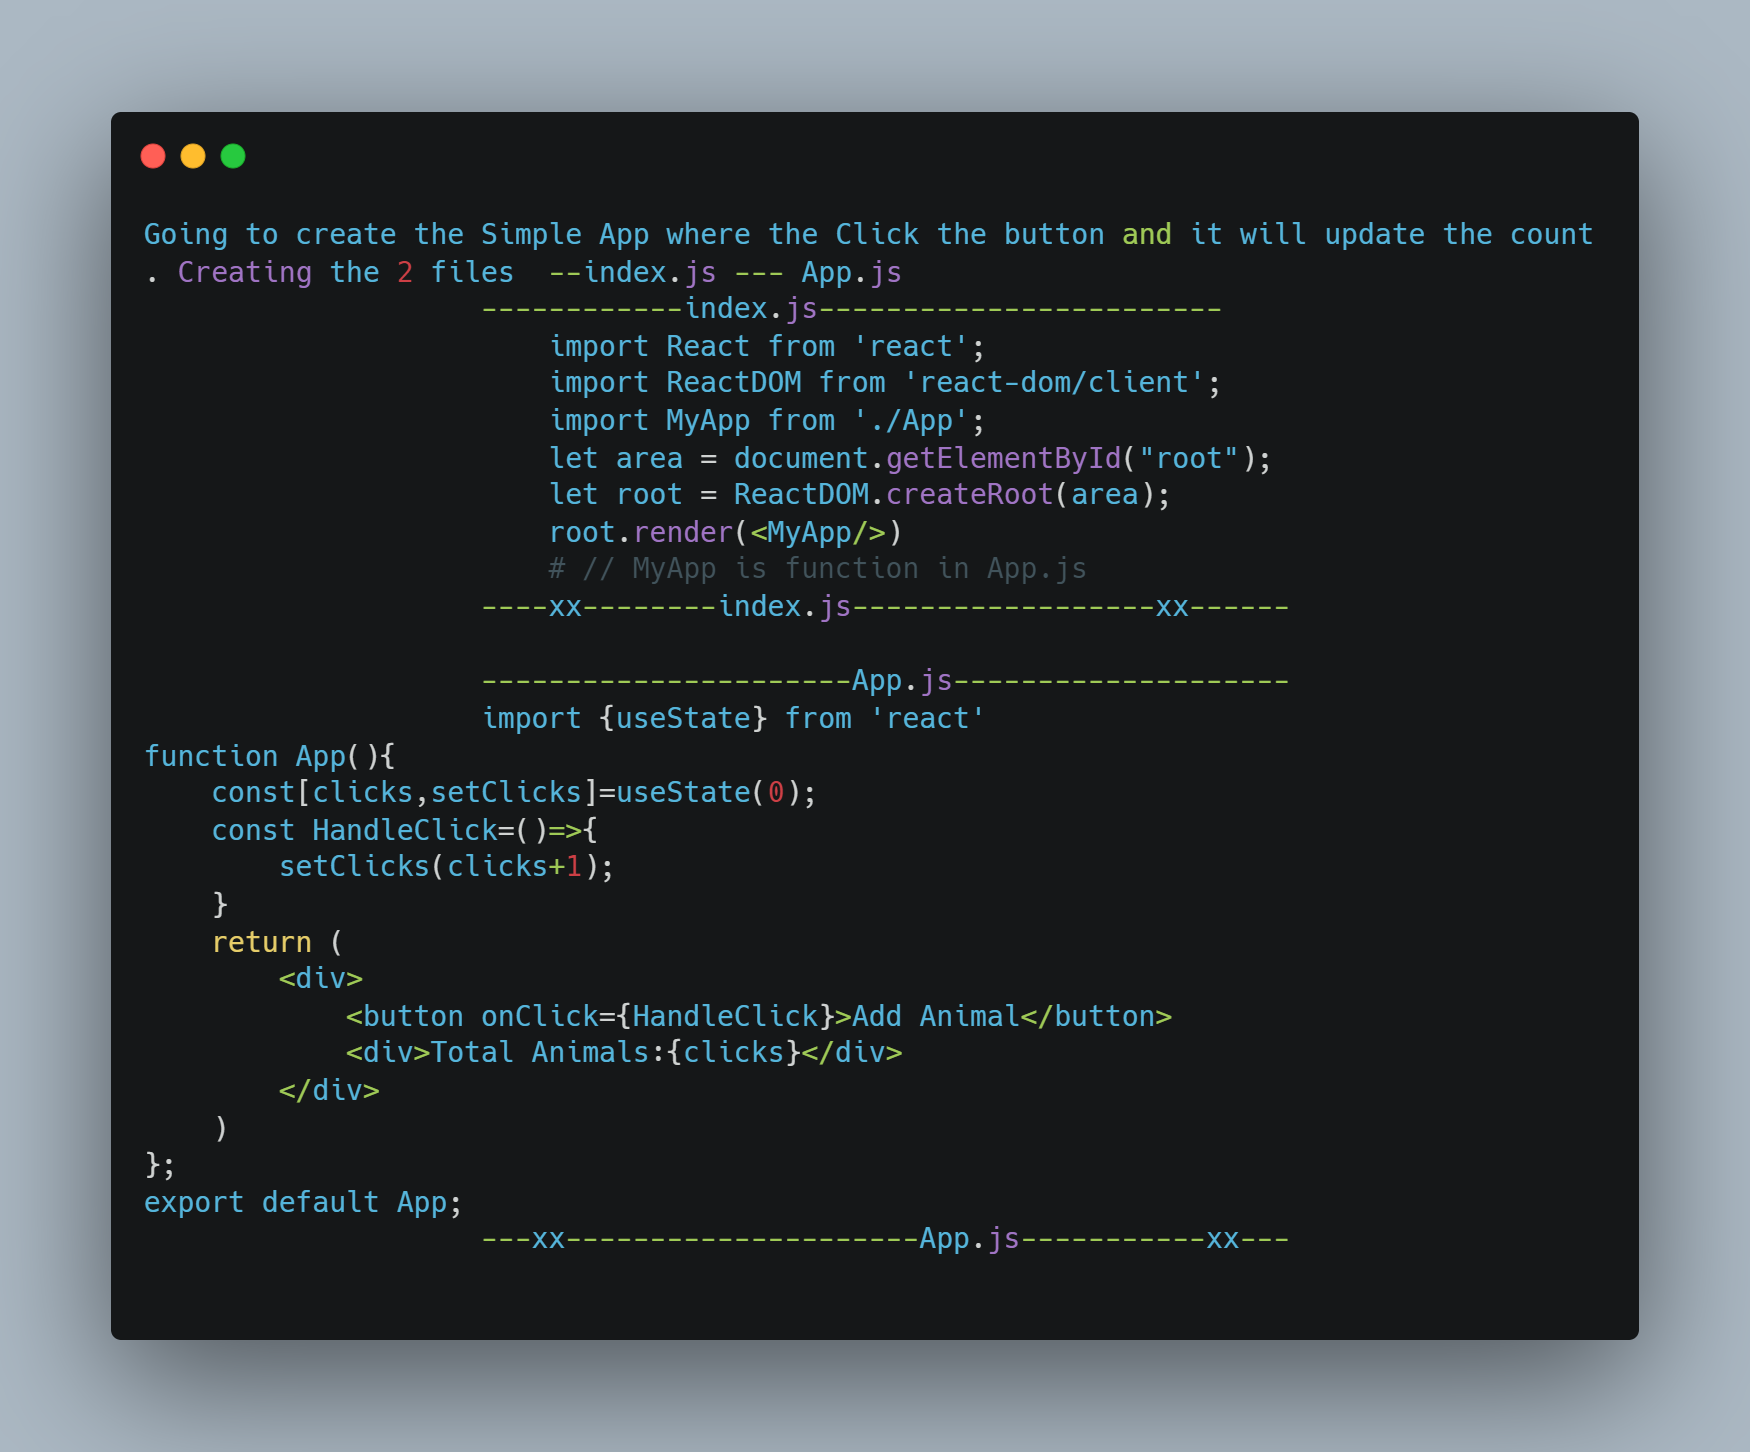 Going to create the Simple App where the Click the button and it will update the count
. Creating the 2 files  --index.js --- App.js
                    ------------index.js------------------------
                        import React from 'react';
                        import ReactDOM from 'react-dom/client';
                        import MyApp from './App';
                        let area = document.getElementById("root");
                        let root = ReactDOM.createRoot(area);
                        root.render(<MyApp/>)
                        # // MyApp is function in App.js
                    ----xx--------index.js------------------xx------

                    ----------------------App.js--------------------
                    import {useState} from 'react'
function App(){
    const[clicks,setClicks]=useState(0);
    const HandleClick=()=>{
        setClicks(clicks+1);
    }
    return (
        <div>
            <button onClick={HandleClick}>Add Animal</button>
            <div>Total Animals:{clicks}</div>
        </div>
    )
};
export default App;
                    ---xx---------------------App.js-----------xx---